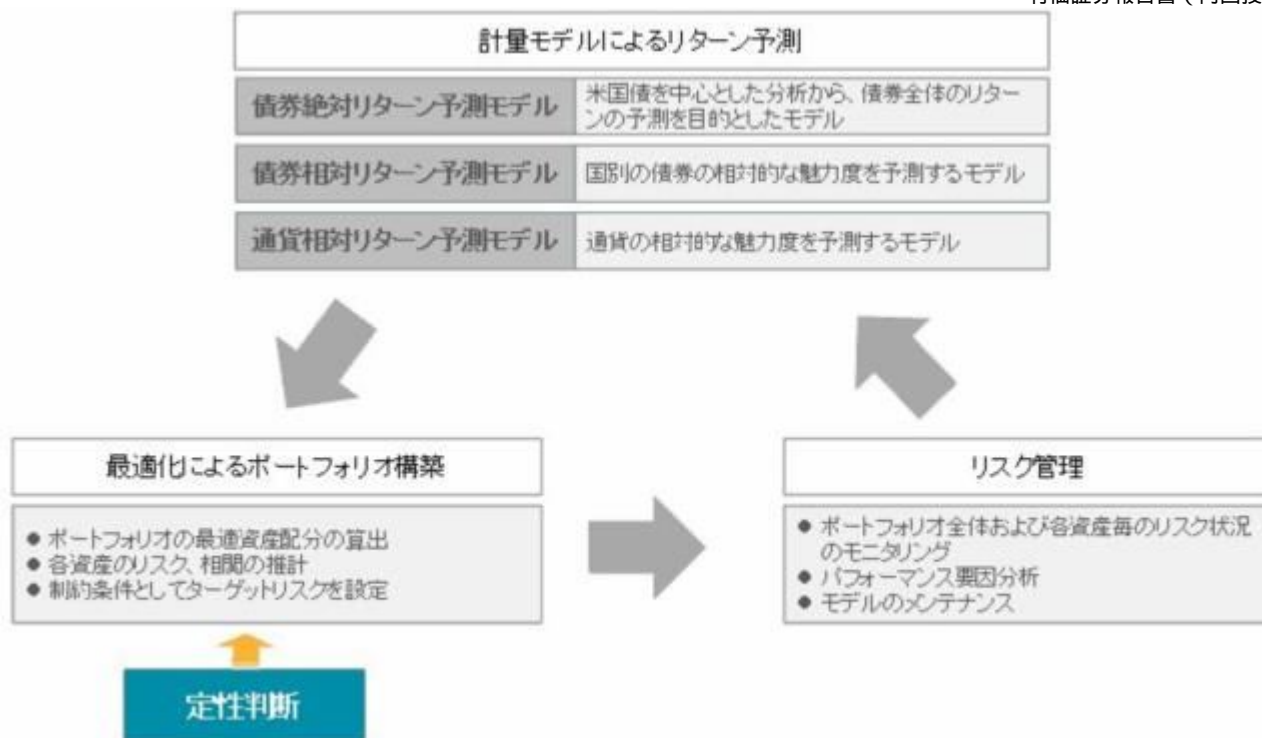 計量モデルによるリターン予測
債券絶対リターン予測モデル
米国債を中心とした分析から、債券全体のリター
ンの予測を目的としたモデル
債券相対リターン予測モデル
国別の債券の相対的な魅力度を予測するモデル
通貨相対リターン予測モデル
通貨の相対的な魅力度を予測するモデル
最適化によるポートフォリオ構築
● ポートフォリオの最適資産配分の算出
● 各資産のリスク、相関の推計
● 制約条件としてターゲットリスクを設定
リスク管理
● ポートフォリオ全体および各資産毎のリスク状況
のモニタリング
● パフォーマンス要因分析
● モデルのメンテナンス
定性判断